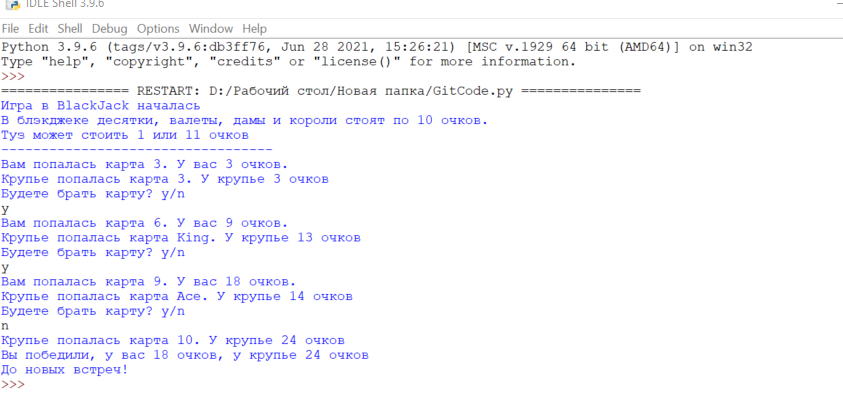 IDLE Shell 3.9.6
File Edit Shell Debug Options Window Help
Python 3.9.6 (tags/v3.9.6:db3ff76, Jun 28 2021, 15:26:21) [MSC v.1929 64 bit (AMD64)] on win32
Type "help", "copyright", "credits" or "license()" for more information.
>>>
================ RESTART: D:/Рабочий стол/Новая папка/GitCode.py ===============
Игра в BlackJack началась
В блэкджеке десятки, валеты, дамы и короли стоят по 10 очков.
Туз может стоить 1 или 11 очков
----------------------------------
Вам попалась карта 3. У вас 3 очков.
Крупье попалась карта 3. У крупье 3 очков
Будете брать карту? y/n
y
Вам попалась карта 6. У вас 9 очков.
Крупье попалась карта King. У крупье 13 очков
Будете брать карту? y/n
y
Вам попалась карта 9. У вас 18 очков.
Крупье попалась карта Ace. У крупье 14 очков
Будете брать карту? y/n
n
Крупье попалась карта 10. У крупье 24 очков
Вы победили, у вас 18 очков, у крупье 24 очков
До новых встреч!
>>>